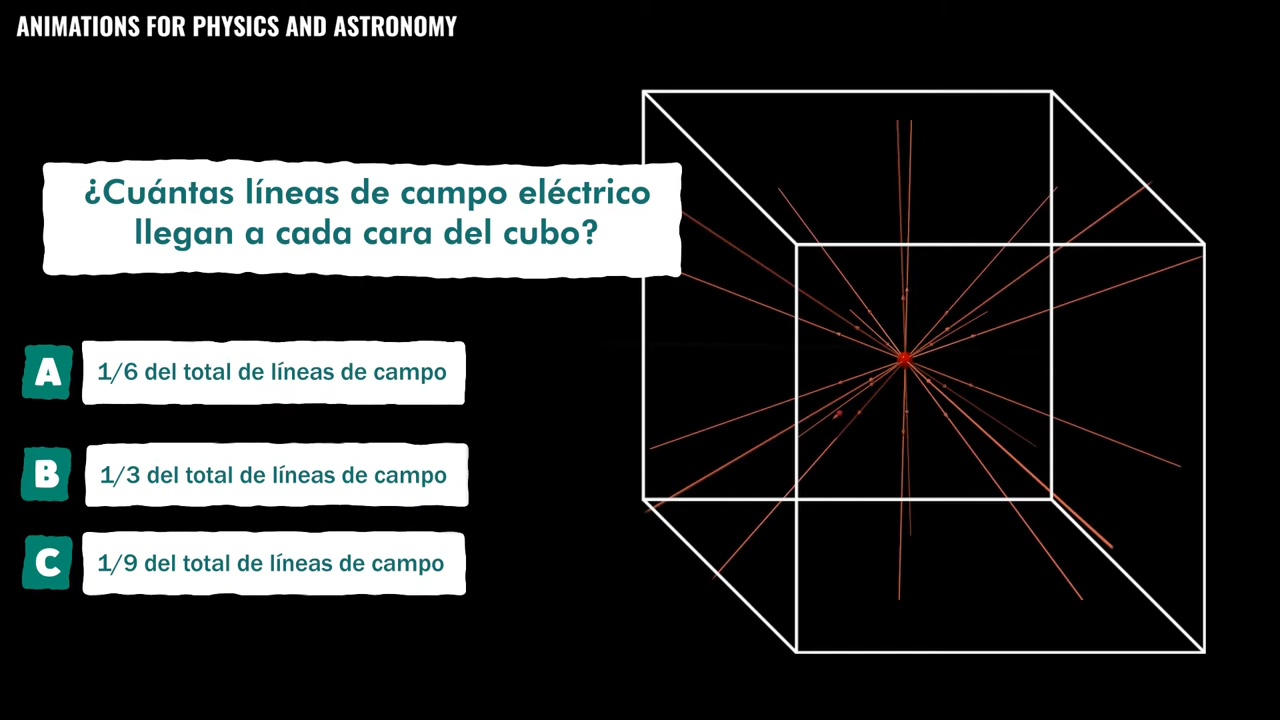 ANIMATIONS FOR PHYSICS AND ASTRONOMY
¿Cuántas líneas de campo eléctrico
llegan a cada cara del cubo?
A 1/6 del total de líneas de campo
B 1/3 del total de líneas de campo
C 1/9 del total de líneas de campo